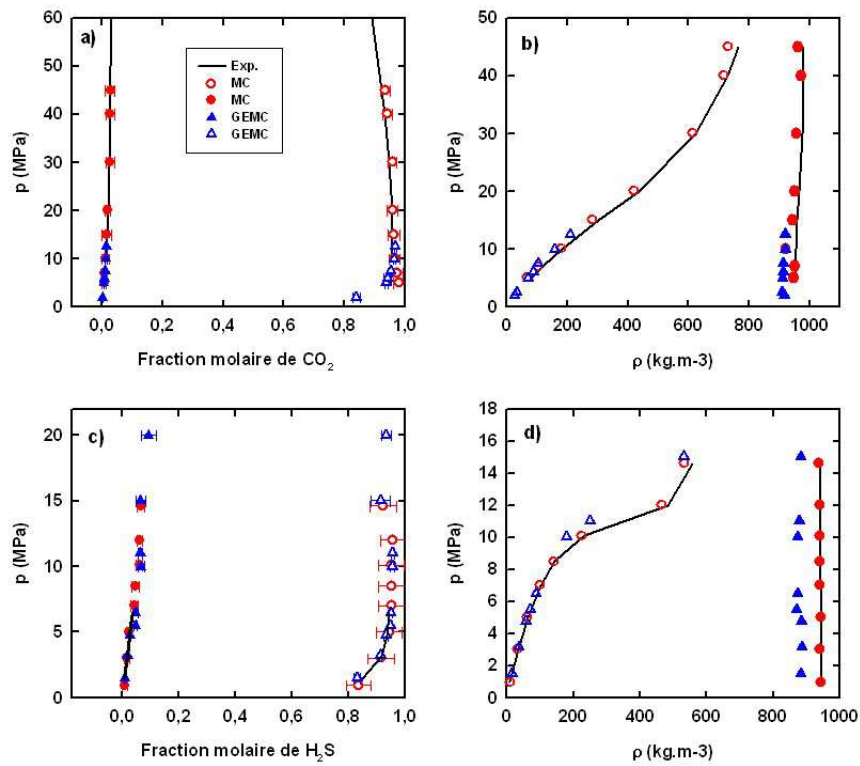 a)
Exp.
MC
MC
GEMC
GEMC
60
50
40
30
20
10
0
p (MPa)
0,0 0,2 0,4 0,6 0,8 1,0
Fraction molaire de CO₂
b)
50
40
30
20
10
0
p (MPa)
0 200 400 600 800 1000
ρ (kg.m-3)
c)
20
15
10
5
0
p (MPa)
0,0 0,2 0,4 0,6 0,8 1,0
Fraction molaire de H₂S
d)
18
16
14
12
10
8
6
4
2
0
p (MPa)
0 200 400 600 800 1000
ρ (kg.m-3)